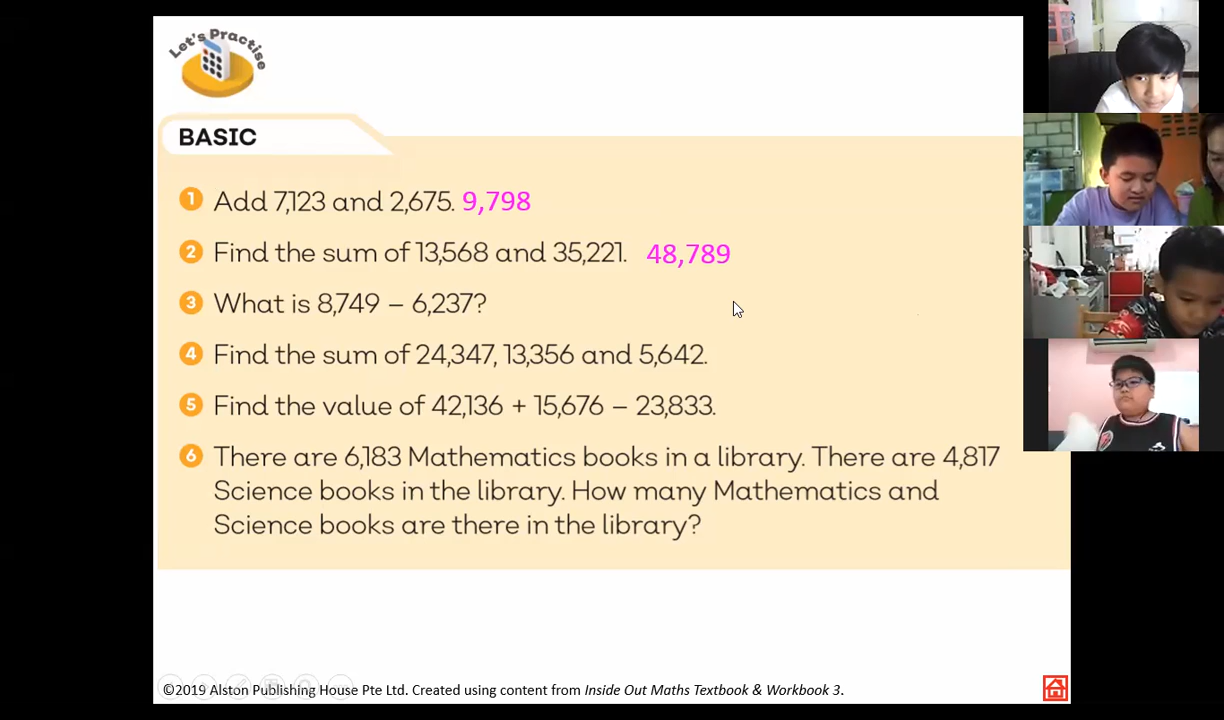 Let's Practise
BASIC
1 Add 7,123 and 2,675. 9,798
2 Find the sum of 13,568 and 35,221. 48,789
3 What is 8,749 – 6,237?
4 Find the sum of 24,347, 13,356 and 5,642.
5 Find the value of 42,136 + 15,676 – 23,833.
6 There are 6,183 Mathematics books in a library. There are 4,817
Science books in the library. How many Mathematics and
Science books are there in the library?
©2019 Alston Publishing House Pte Ltd. Created using content from Inside Out Maths Textbook & Workbook 3.